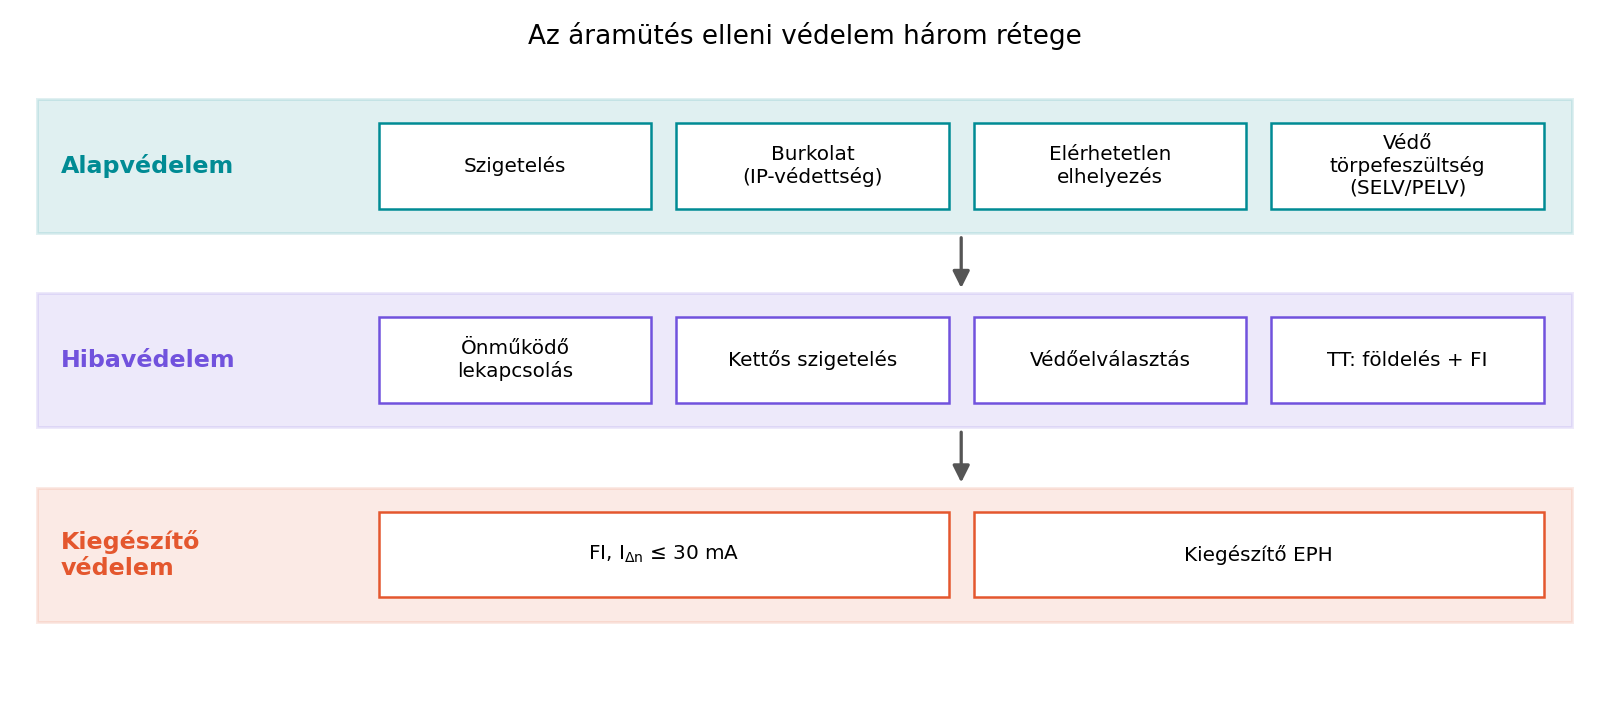 Az áramütés elleni védelem három rétege
Alapvédelem
Szigetelés
Burkolat
(IP-védettség)
Elérhetetlen
elhelyezés
Védő
törpefeszültség
(SELV/PELV)
Hibavédelem
Önműködő
lekapcsolás
Kettős szigetelés
Védőelválasztás
TT: földelés + FI
Kiegészítő
védelem
FI, IΔn ≤ 30 mA
Kiegészítő EPH